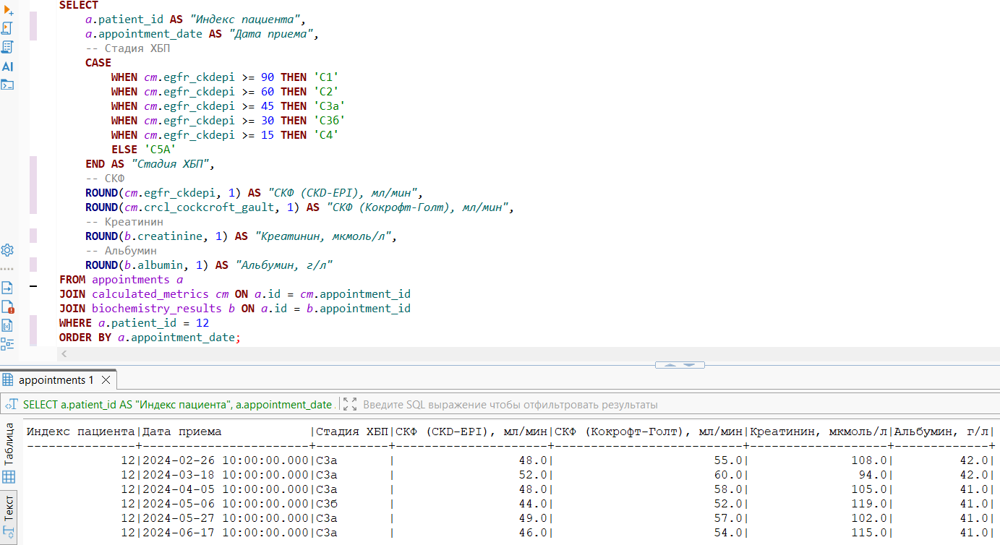 SELECT
a.patient_id AS "Индекс пациента",
a.appointment_date AS "Дата приема",
-- Стадия ХБП
CASE
WHEN cm.egfr_ckdepi >= 90 THEN 'С1'
WHEN cm.egfr_ckdepi >= 60 THEN 'С2'
WHEN cm.egfr_ckdepi >= 45 THEN 'С3а'
WHEN cm.egfr_ckdepi >= 30 THEN 'С3б'
WHEN cm.egfr_ckdepi >= 15 THEN 'С4'
ELSE 'С5А'
END AS "Стадия ХБП",
-- СКФ
ROUND(cm.egfr_ckdepi, 1) AS "СКФ (CKD-EPI), мл/мин",
ROUND(cm.crcl_cockcroft_gault, 1) AS "СКФ (Кокрофт-Голт), мл/мин",
-- Креатинин
ROUND(b.creatinine, 1) AS "Креатинин, мкмоль/л",
-- Альбумин
ROUND(b.albumin, 1) AS "Альбумин, г/л"
FROM appointments a
JOIN calculated_metrics cm ON a.id = cm.appointment_id
JOIN biochemistry_results b ON a.id = b.appointment_id
WHERE a.patient_id = 12
ORDER BY a.appointment_date;
AI
appointments 1
SELECT a.patient_id AS "Индекс пациента", a.appointment_date
Введите SQL выражение чтобы отфильтровать результаты
Таблица
Текст
Индекс пациента|Дата приема |Стадия ХБП|СКФ (CKD-EPI), мл/мин|СКФ (Кокрофт-Голт), мл/мин|Креатинин, мкмоль/л|Альбумин, г/л|
---------------+-----------------------+----------+---------------------+--------------------------+-------------------+-------------+
12|2024-02-26 10:00:00.000|С3а | 48.0| 55.0| 108.0| 42.0|
12|2024-03-18 10:00:00.000|С3а | 52.0| 60.0| 94.0| 42.0|
12|2024-04-05 10:00:00.000|С3а | 48.0| 58.0| 105.0| 41.0|
12|2024-05-06 10:00:00.000|С3б | 44.0| 52.0| 119.0| 41.0|
12|2024-05-27 10:00:00.000|С3а | 49.0| 57.0| 102.0| 41.0|
12|2024-06-17 10:00:00.000|С3а | 46.0| 54.0| 115.0| 41.0|